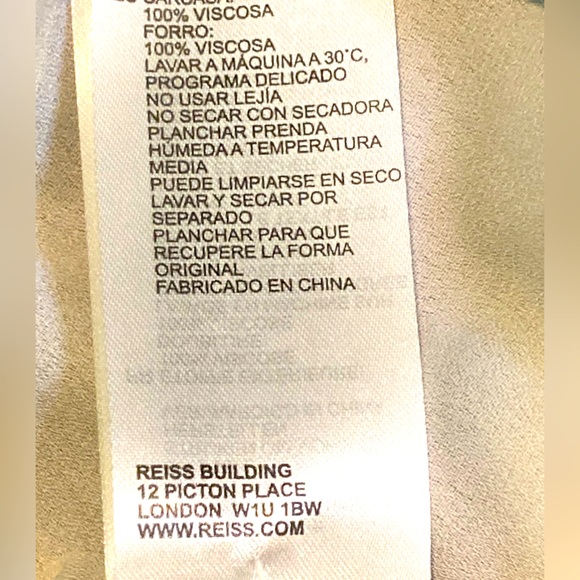 100% VISCOSA
FORRO:
100% VISCOSA
LAVAR A MÁQUINA A 30°C,
PROGRAMA DELICADO
NO USAR LEJÍA
NO SECAR CON SECADORA
PLANCHAR PRENDA
HÚMEDA A TEMPERATURA
MEDIA
PUEDE LIMPIARSE EN SECO
LAVAR Y SECAR POR
SEPARADO
PLANCHAR PARA QUE
RECUPERE LA FORMA
ORIGINAL
FABRICADO EN CHINA
REISS BUILDING
12 PICTON PLACE
LONDON W1U 1BW
WWW.REISS.COM